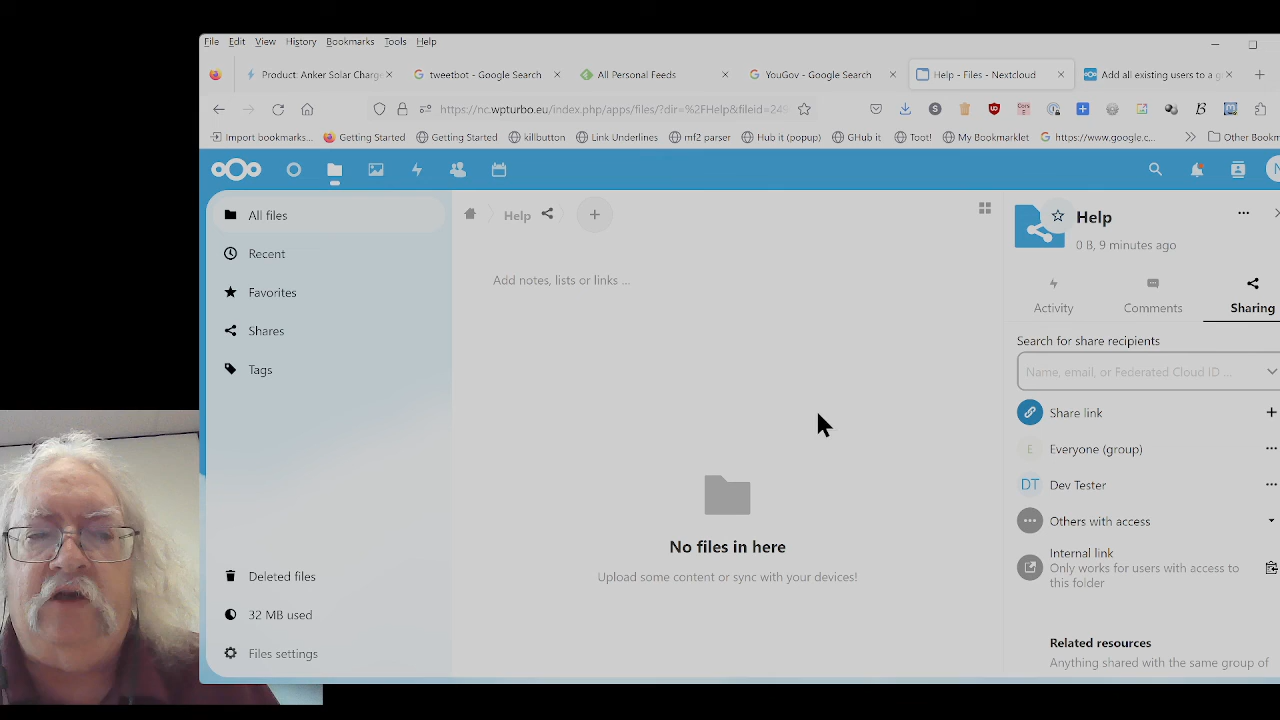 File Edit View History Bookmarks Tools Help
Product: Anker Solar Charg
tweetbot - Google Search
All Personal Feeds
YouGov - Google Search
Help - Files - Nextcloud
Add all existing users to a g
https://nc.wpturbo.eu/index.php/apps/files/?dir=%2FHelp&fileid=249
Import bookmarks... Getting Started Getting Started killbutton Link Underlines mf2 parser Hub it (popup) GHub it Toot! My Bookmarklet https://www.google.c... Other Bookm
All files
Recent
Favorites
Shares
Tags
Deleted files
32 MB used
Files settings
Help
Add notes, lists or links ...
No files in here
Upload some content or sync with your devices!
Help
0 B, 9 minutes ago
Activity Comments Sharing
Search for share recipients
Name, email, or Federated Cloud ID ...
Share link
E Everyone (group)
DT Dev Tester
Others with access
Internal link
Only works for users with access to
this folder
Related resources
Anything shared with the same group of